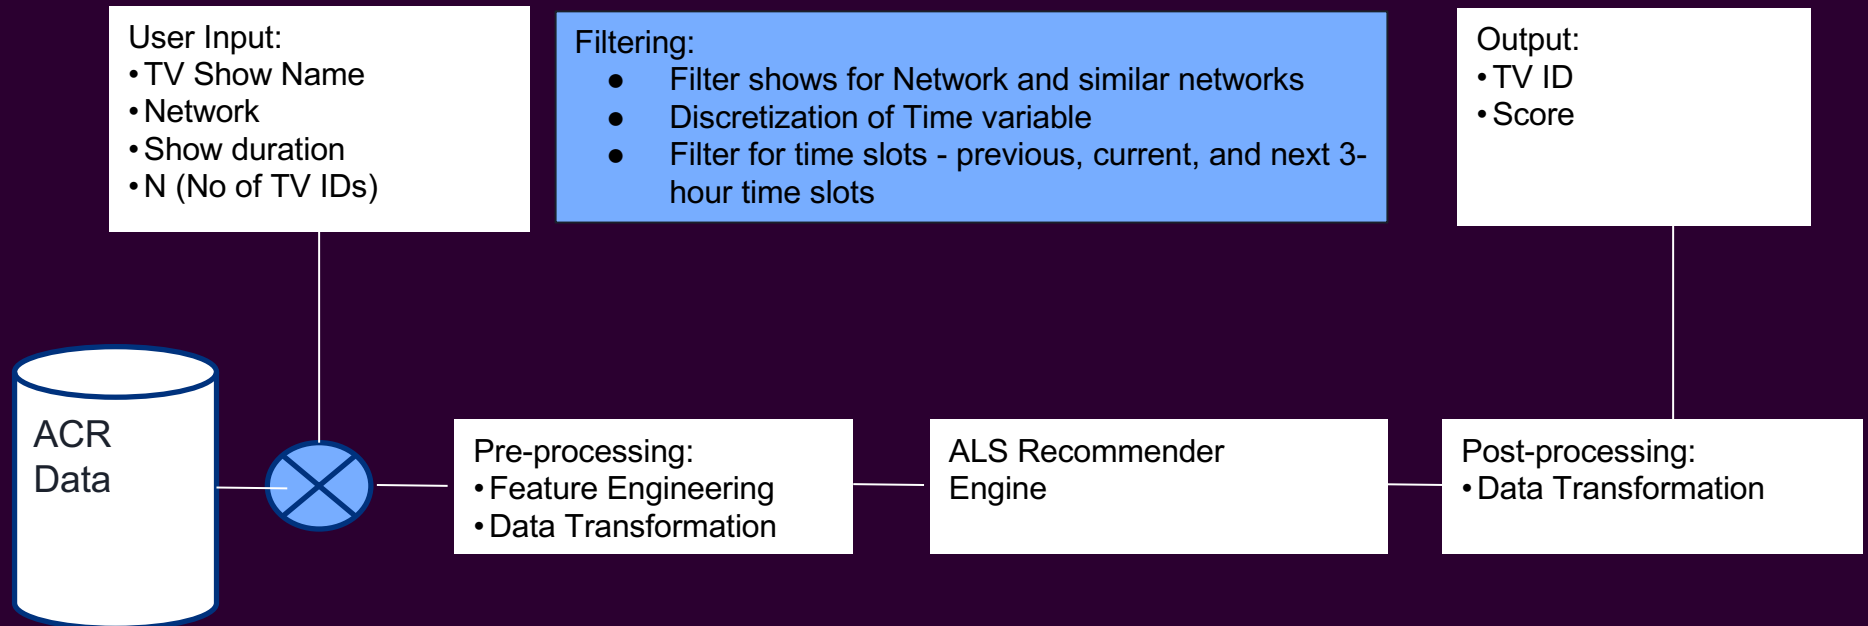 User Input:
•TV Show Name
•Network
•Show duration
•N (No of TV IDs)
Filtering:
● Filter shows for Network and similar networks
● Discretization of Time variable
● Filter for time slots - previous, current, and next 3-
hour time slots
Output:
•TV ID
•Score
ACR
Data
Pre-processing:
•Feature Engineering
•Data Transformation
ALS Recommender
Engine
Post-processing:
•Data Transformation